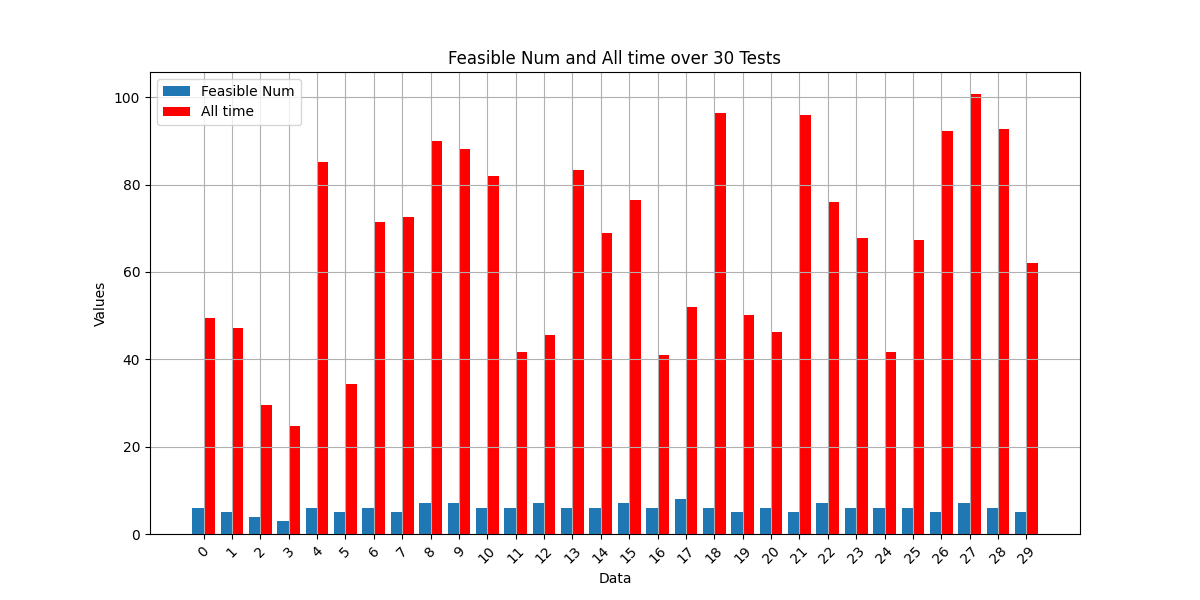 Feasible Num and All time over 30 Tests
Feasible Num
All time
100
80
60
40
20
0
Values
0 1 2 3 4 5 6 7 8 9 10 11 12 13 14 15 16 17 18 19 20 21 22 23 24 25 26 27 28 29
Data